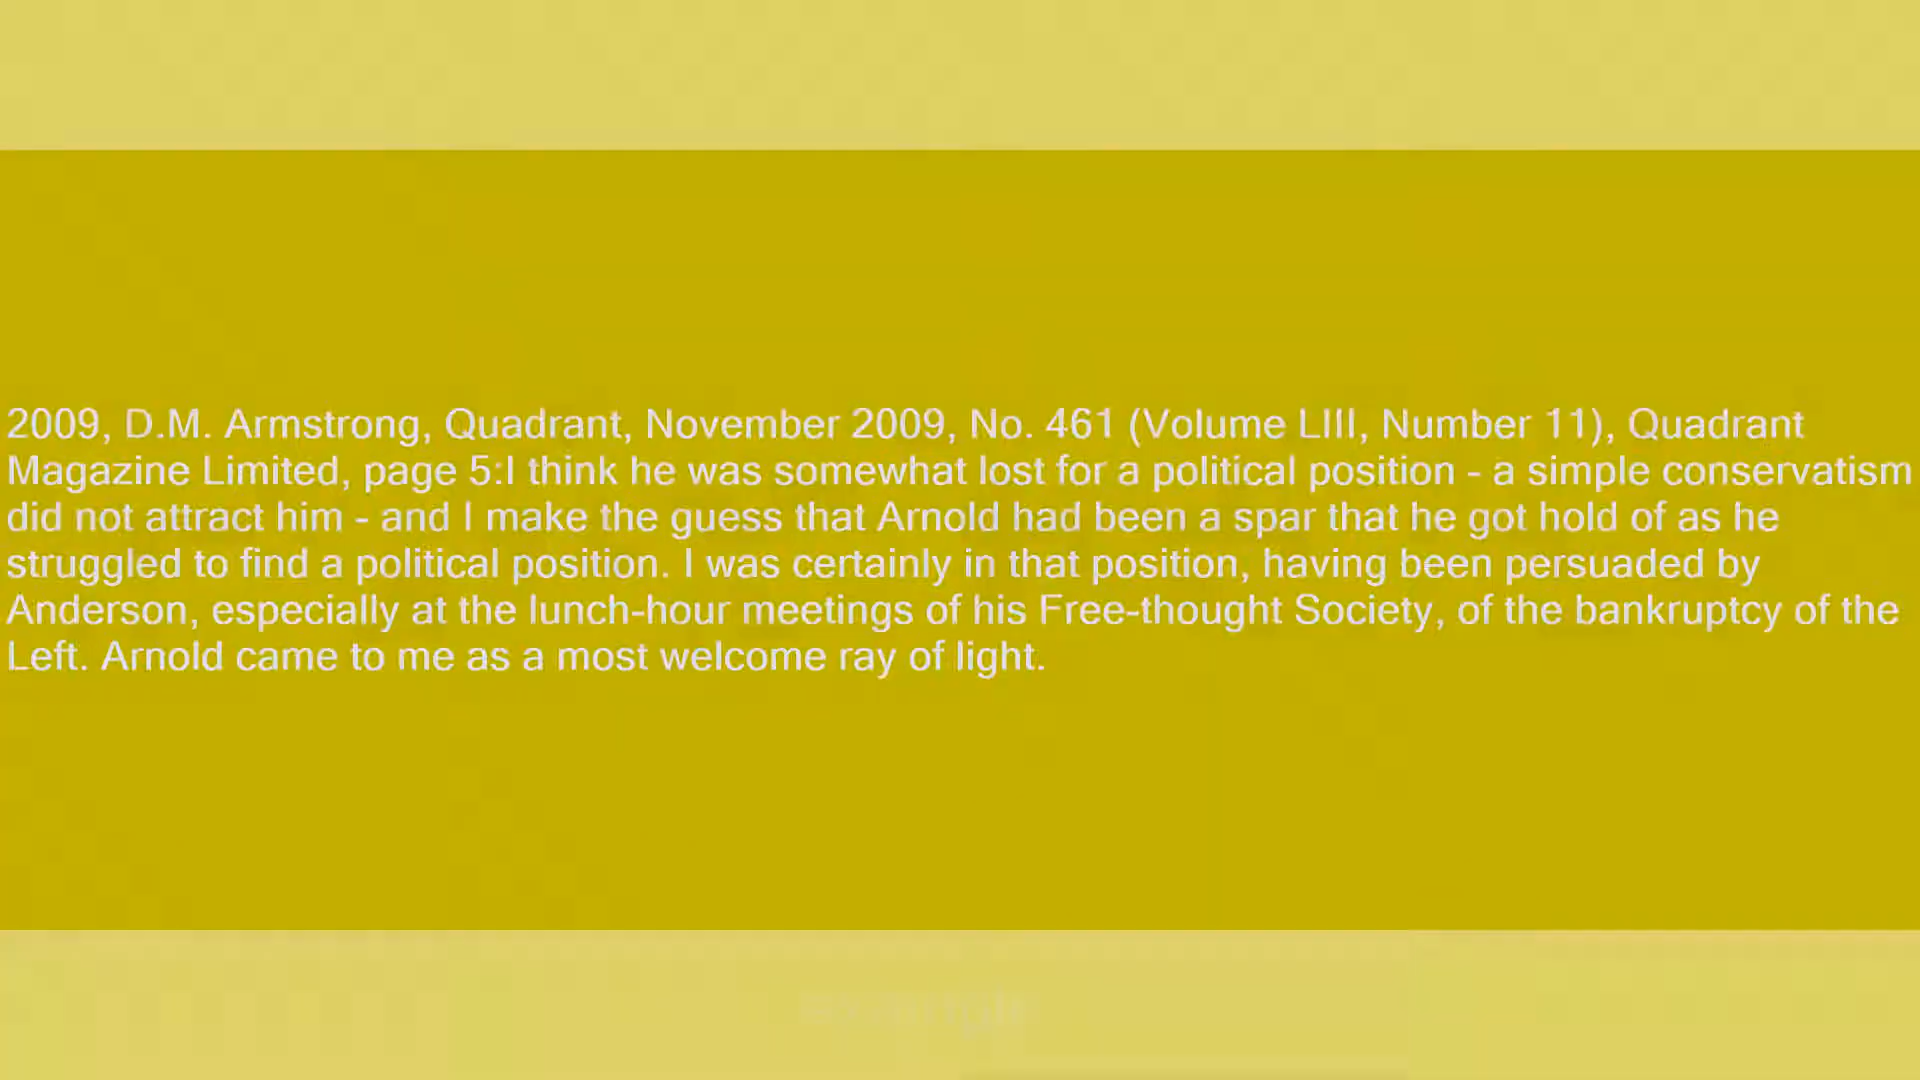 2009, D.M. Armstrong, Quadrant, November 2009, No. 461 (Volume LIII, Number 11), Quadrant
Magazine Limited, page 5:I think he was somewhat lost for a political position - a simple conservatism
did not attract him - and I make the guess that Arnold had been a spar that he got hold of as he
struggled to find a political position. I was certainly in that position, having been persuaded by
Anderson, especially at the lunch-hour meetings of his Free-thought Society, of the bankruptcy of the
Left. Arnold came to me as a most welcome ray of light.